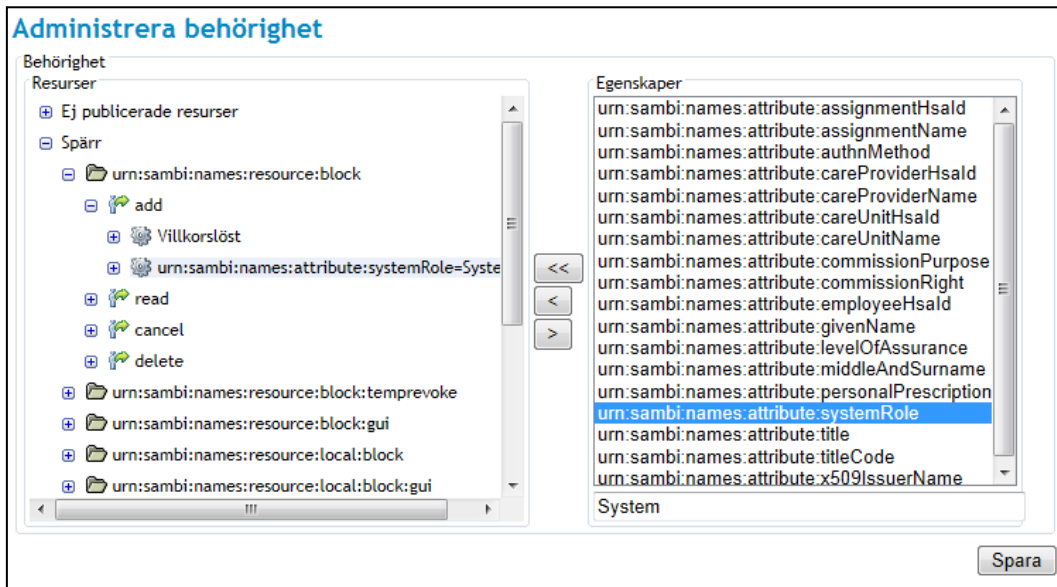 Administrera behörighet
Behörighet
Resurser
Ej publicerade resurser
Spärr
urn:sambi:names:resource:block
add
Villkorslöst
urn:sambi:names:attribute:systemRole=Syste
read
cancel
delete
urn:sambi:names:resource:block:temprevoke
urn:sambi:names:resource:block:gui
urn:sambi:names:resource:local:block
urn:sambi:names:resource:local:block:gui
<<
<
>
Egenskaper
urn:sambi:names:attribute:assignmentHsaId
urn:sambi:names:attribute:assignmentName
urn:sambi:names:attribute:authnMethod
urn:sambi:names:attribute:careProviderHsaId
urn:sambi:names:attribute:careProviderName
urn:sambi:names:attribute:careUnitHsaId
urn:sambi:names:attribute:careUnitName
urn:sambi:names:attribute:commissionPurpose
urn:sambi:names:attribute:commissionRight
urn:sambi:names:attribute:employeeHsaId
urn:sambi:names:attribute:givenName
urn:sambi:names:attribute:levelOfAssurance
urn:sambi:names:attribute:middleAndSurname
urn:sambi:names:attribute:personalPrescription
urn:sambi:names:attribute:systemRole
urn:sambi:names:attribute:title
urn:sambi:names:attribute:titleCode
urn:sambi:names:attribute:x509IssuerName
System
Spara